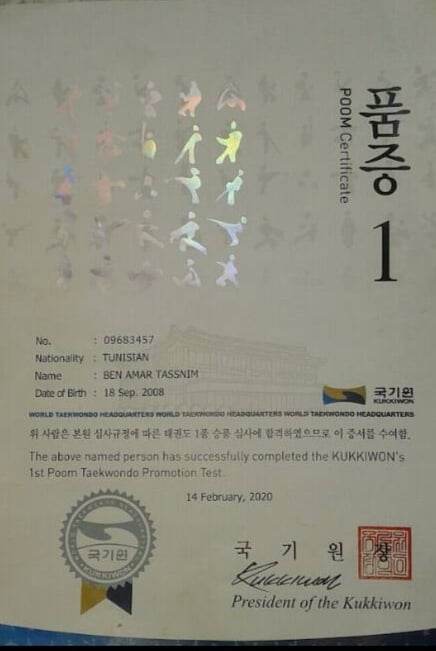 품증
POOM Certificate
1
No. : 09683457
Nationality : TUNISIAN
Name : BEN AMAR TASSNIM
Date of Birth : 18 Sep. 2008
국기원
KUKKIWON
WORLD TAEKWONDO HEADQUARTERS WORLD TAEKWONDO HEADQUARTERS WORLD TAEKWONDO HEADQUARTERS
위 사람은 본원 심사규정에 따른 태권도 1품 승품 심사에 합격하였으므로 이 증서를 수여함.
The above named person has successfully completed the KUKKIWON's
1st Poom Taekwondo Promotion Test.
14 February, 2020
국기원
KUKKIWON
국 기 원 장
Kukkiwon
President of the Kukkiwon